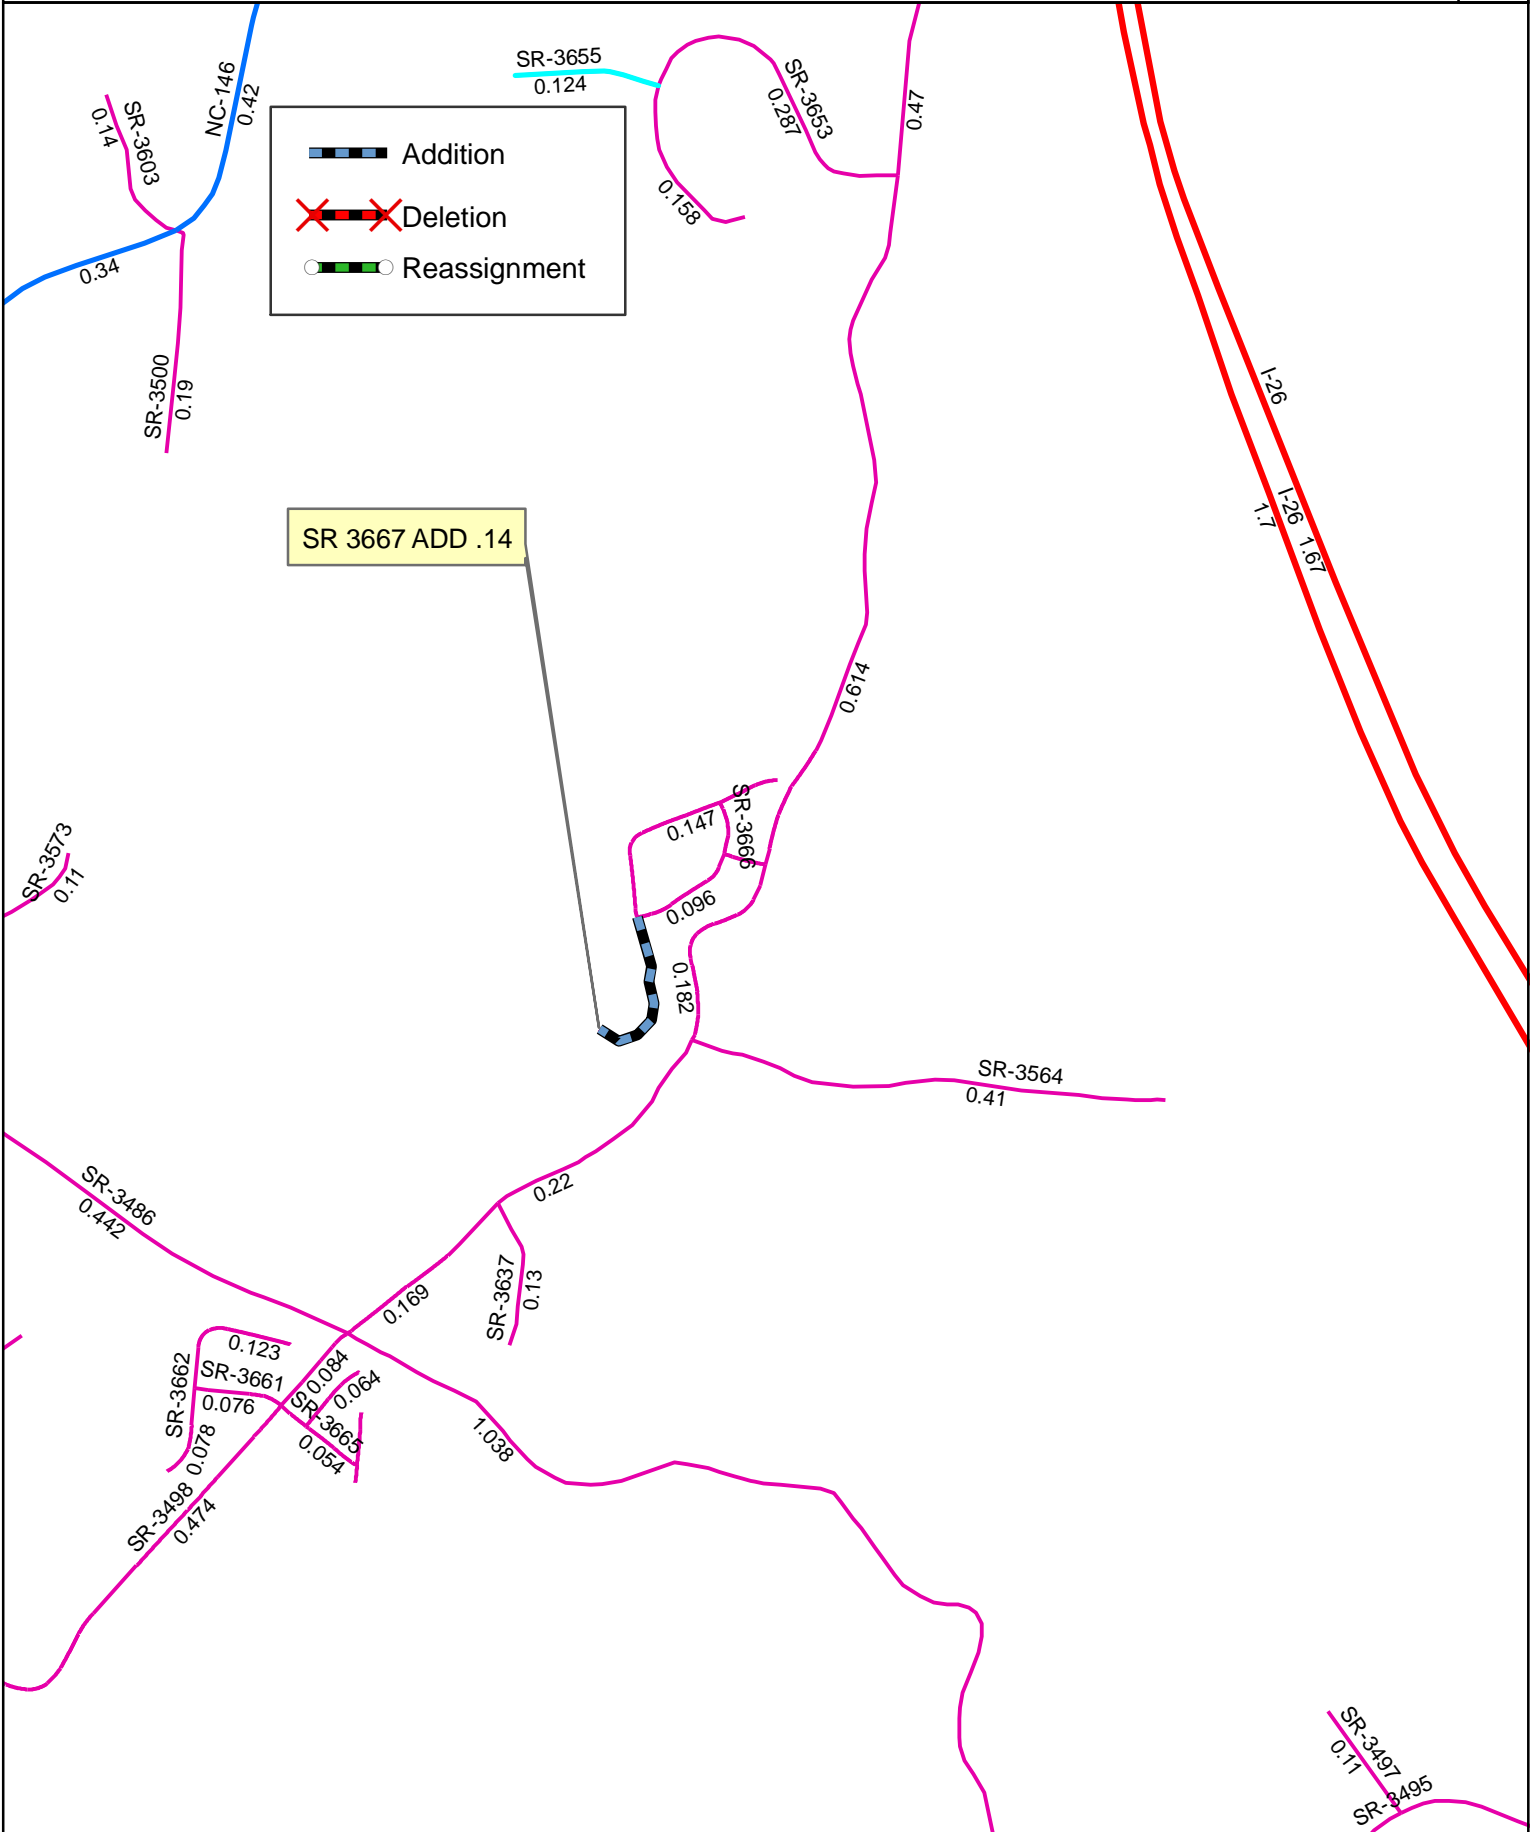 SR-3655
0.124
SR-3653
0.287
0.158
0.47
NC-146
0.42
SR-3603
0.14
0.34
SR-3500
0.19
Addition
Deletion
Reassignment
I-26
I-26
1.7
1.67
SR 3667 ADD .14
0.614
SR-3666
0.147
0.096
0.182
SR-3573
0.11
SR-3564
0.41
SR-3486
0.442
0.22
SR-3637
0.13
0.169
0.123
SR-3662
SR-3661
0.076
0.078
0.084
0.064
SR-3665
0.054
1.038
SR-3498
0.474
SR-3497
0.11
SR-3495